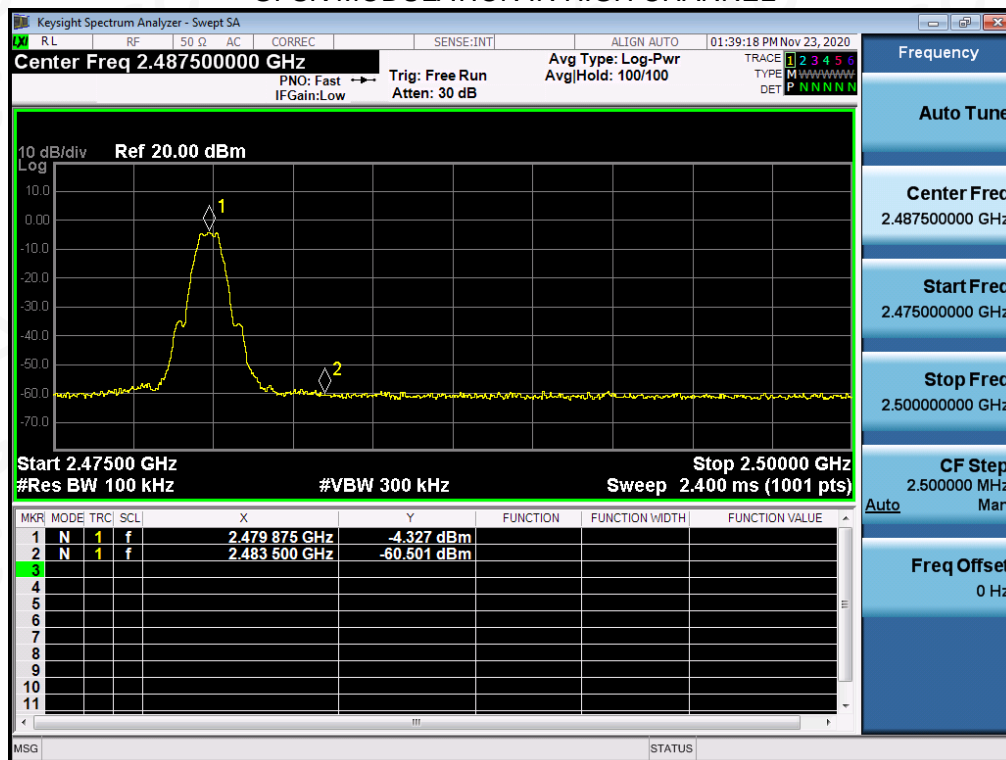 Keysight Spectrum Analyzer - Swept SA
LXI RL RF 50 Ω AC CORREC SENSE:INT ALIGN AUTO 01:39:18 PM Nov 23, 2020
Center Freq 2.487500000 GHz
PNO: Fast
IFGain:Low
Trig: Free Run
Atten: 30 dB
Avg Type: Log-Pwr
Avg|Hold: 100/100
TRACE 1 2 3 4 5 6
TYPE M WWWWW
DET P N N N N N
10 dB/div Ref 20.00 dBm
Log
10.0
0.00
-10.0
-20.0
-30.0
-40.0
-50.0
-60.0
-70.0
1
2
Start 2.47500 GHz Stop 2.50000 GHz
#Res BW 100 kHz #VBW 300 kHz Sweep 2.400 ms (1001 pts)
MKR MODE TRC SCL X Y FUNCTION FUNCTION WIDTH FUNCTION VALUE
1 N 1 f 2.479 875 GHz -4.327 dBm
2 N 1 f 2.483 500 GHz -60.501 dBm
3
4
5
6
7
8
9
10
11
MSG STATUS
Frequency
Auto Tune
Center Freq
2.487500000 GHz
Start Freq
2.475000000 GHz
Stop Freq
2.500000000 GHz
CF Step
2.500000 MHz
Auto Man
Freq Offset
0 Hz